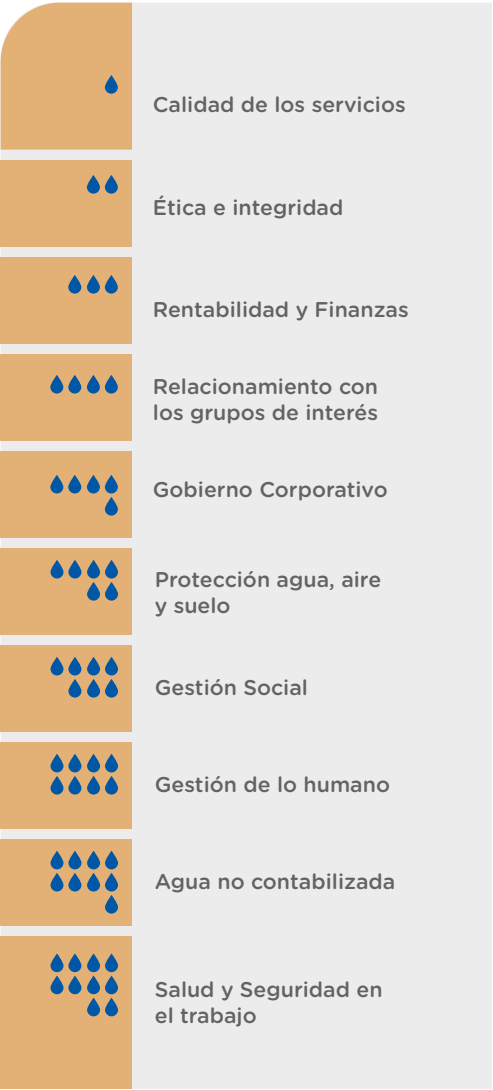 Calidad de los servicios
Ética e integridad
Rentabilidad y Finanzas
Relacionamiento con
los grupos de interés
Gobierno Corporativo
Protección agua, aire
y suelo
Gestión Social
Gestión de lo humano
Agua no contabilizada
Salud y Seguridad en
el trabajo